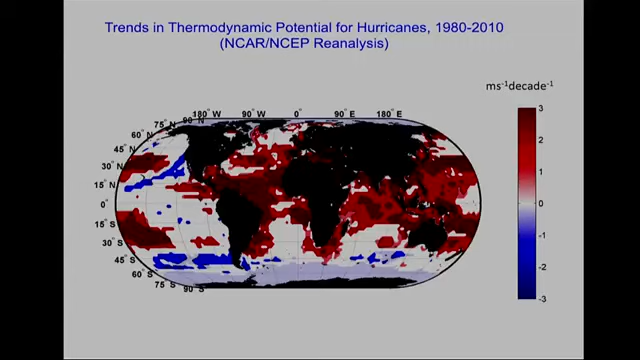 Trends in Thermodynamic Potential for Hurricanes, 1980-2010
(NCAR/NCEP Reanalysis)
ms⁻¹decade⁻¹
180° W 90° W 0° 90° E 180° E
90° N
75° N
60° N
45° N
30° N
15° N
0°
15° S
30° S
45° S
60° S
75° S
90° S
3
2
1
0
-1
-2
-3